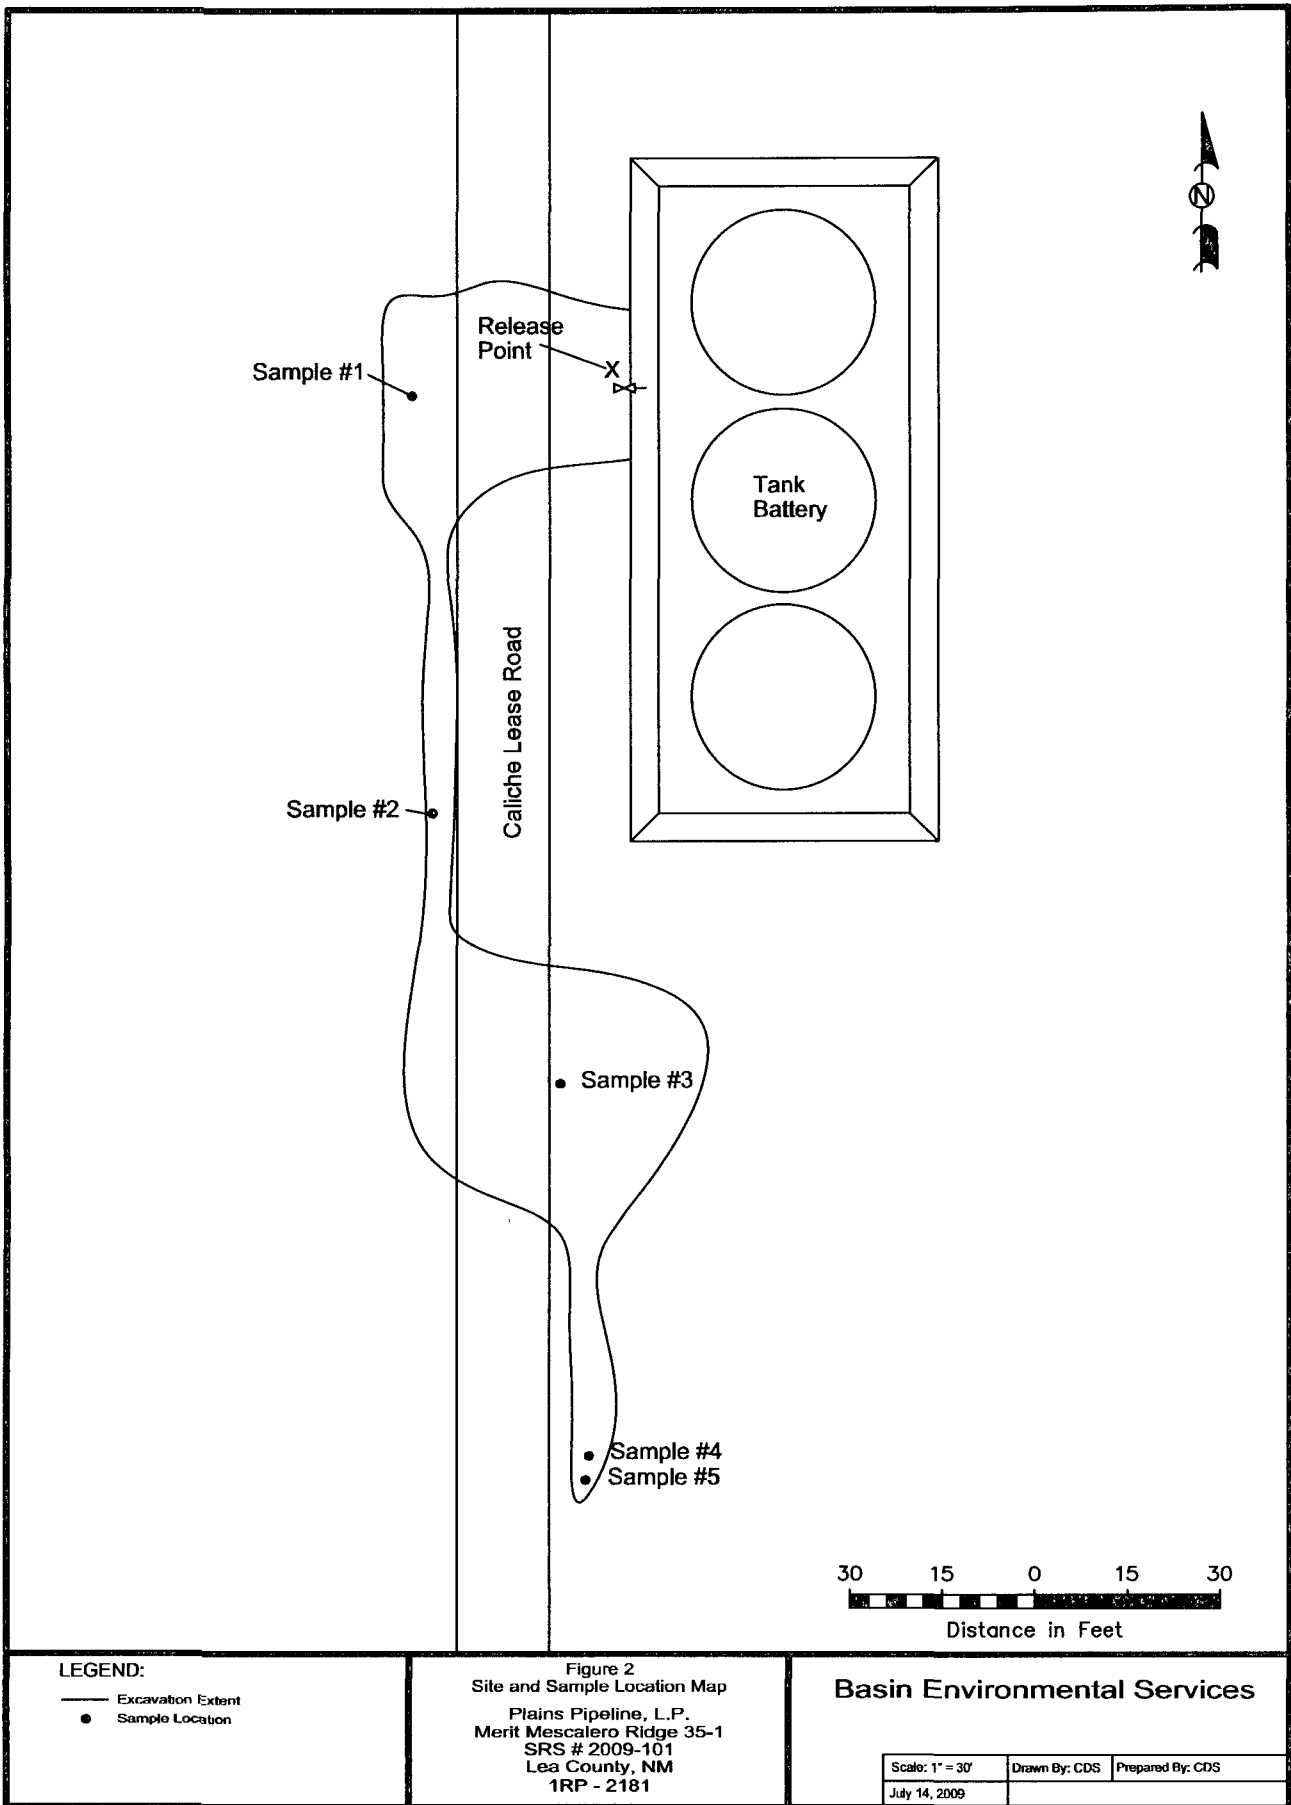 N
Release
Point
X
Sample #1
Tank
Battery
Caliche Lease Road
Sample #2
Sample #3
Sample #4
Sample #5
30 15 0 15 30
Distance in Feet
LEGEND:
Excavation Extent
Sample Location
Figure 2
Site and Sample Location Map
Plains Pipeline, L.P.
Merit Mescalero Ridge 35-1
SRS # 2009-101
Lea County, NM
1RP - 2181
Basin Environmental Services
Scale: 1" = 30' Drawn By: CDS Prepared By: CDS
July 14, 2009